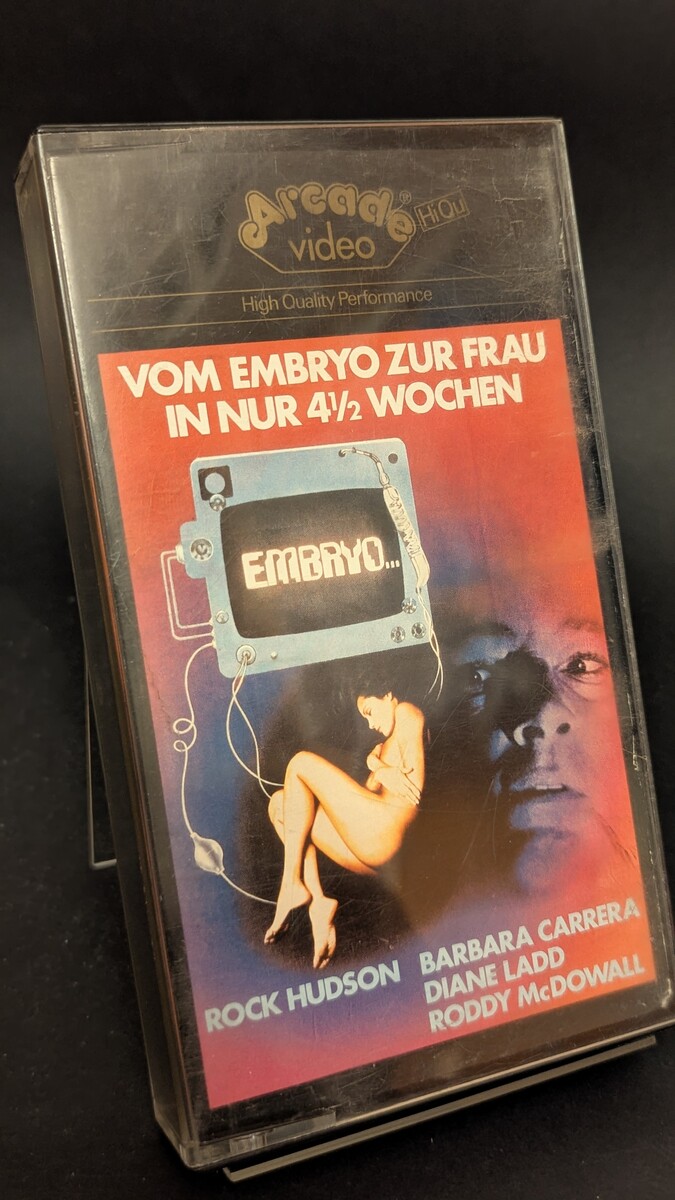 Arcade®
video
HiQu
High Quality Performance
VOM EMBRYO ZUR FRAU
IN NUR 4½ WOCHEN
EMBRYO...
ROCK HUDSON
BARBARA CARRERA
DIANE LADD
RODDY McDOWALL